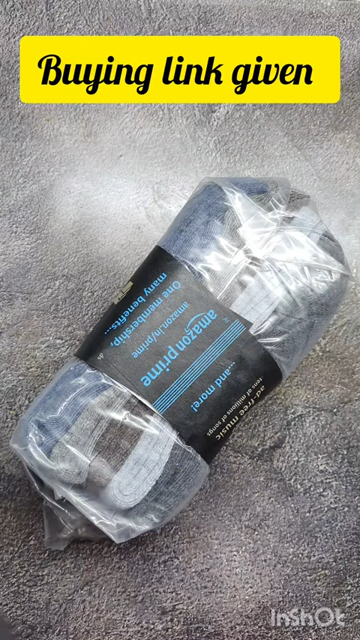 Buying link given
One membership,
many benefits...
amazon.in/prime
amazon prime
...and more!
ad-free music
tens of millions of songs
InShOt